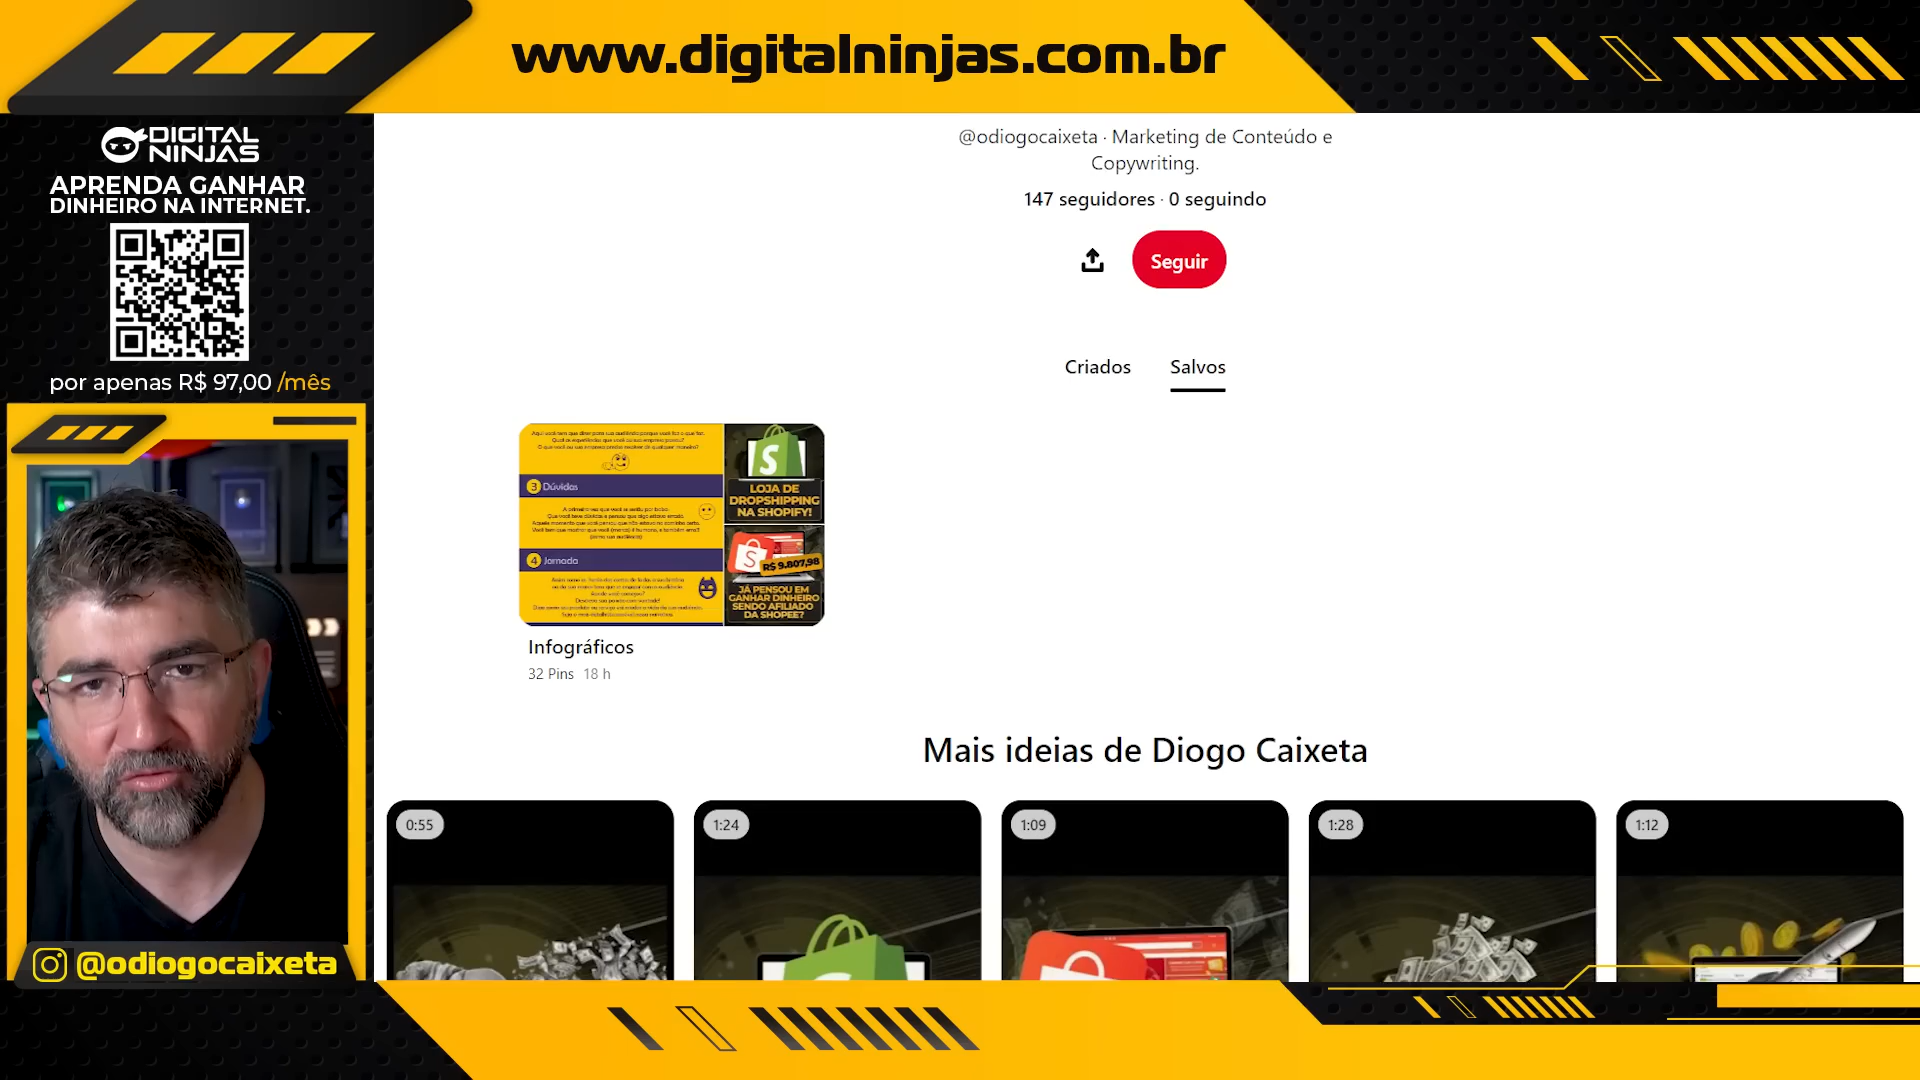 www.digitalninjas.com.br
DIGITAL
NINJAS
APRENDA GANHAR
DINHEIRO NA INTERNET.
por apenas R$ 97,00 /mês
@odiogocaixeta
@odiogocaixeta · Marketing de Conteúdo e
Copywriting.
147 seguidores · 0 seguindo
Seguir
Criados
Salvos
3 Dúvidas
4 Jornada
LOJA DE
DROPSHIPPING
NA SHOPIFY!
R$ 9.807,98
JÁ PENSOU EM
GANHAR DINHEIRO
SENDO AFILIADO
DA SHOPEE?
Infográficos
32 Pins 18 h
Mais ideias de Diogo Caixeta
0:55
1:24
1:09
1:28
1:12